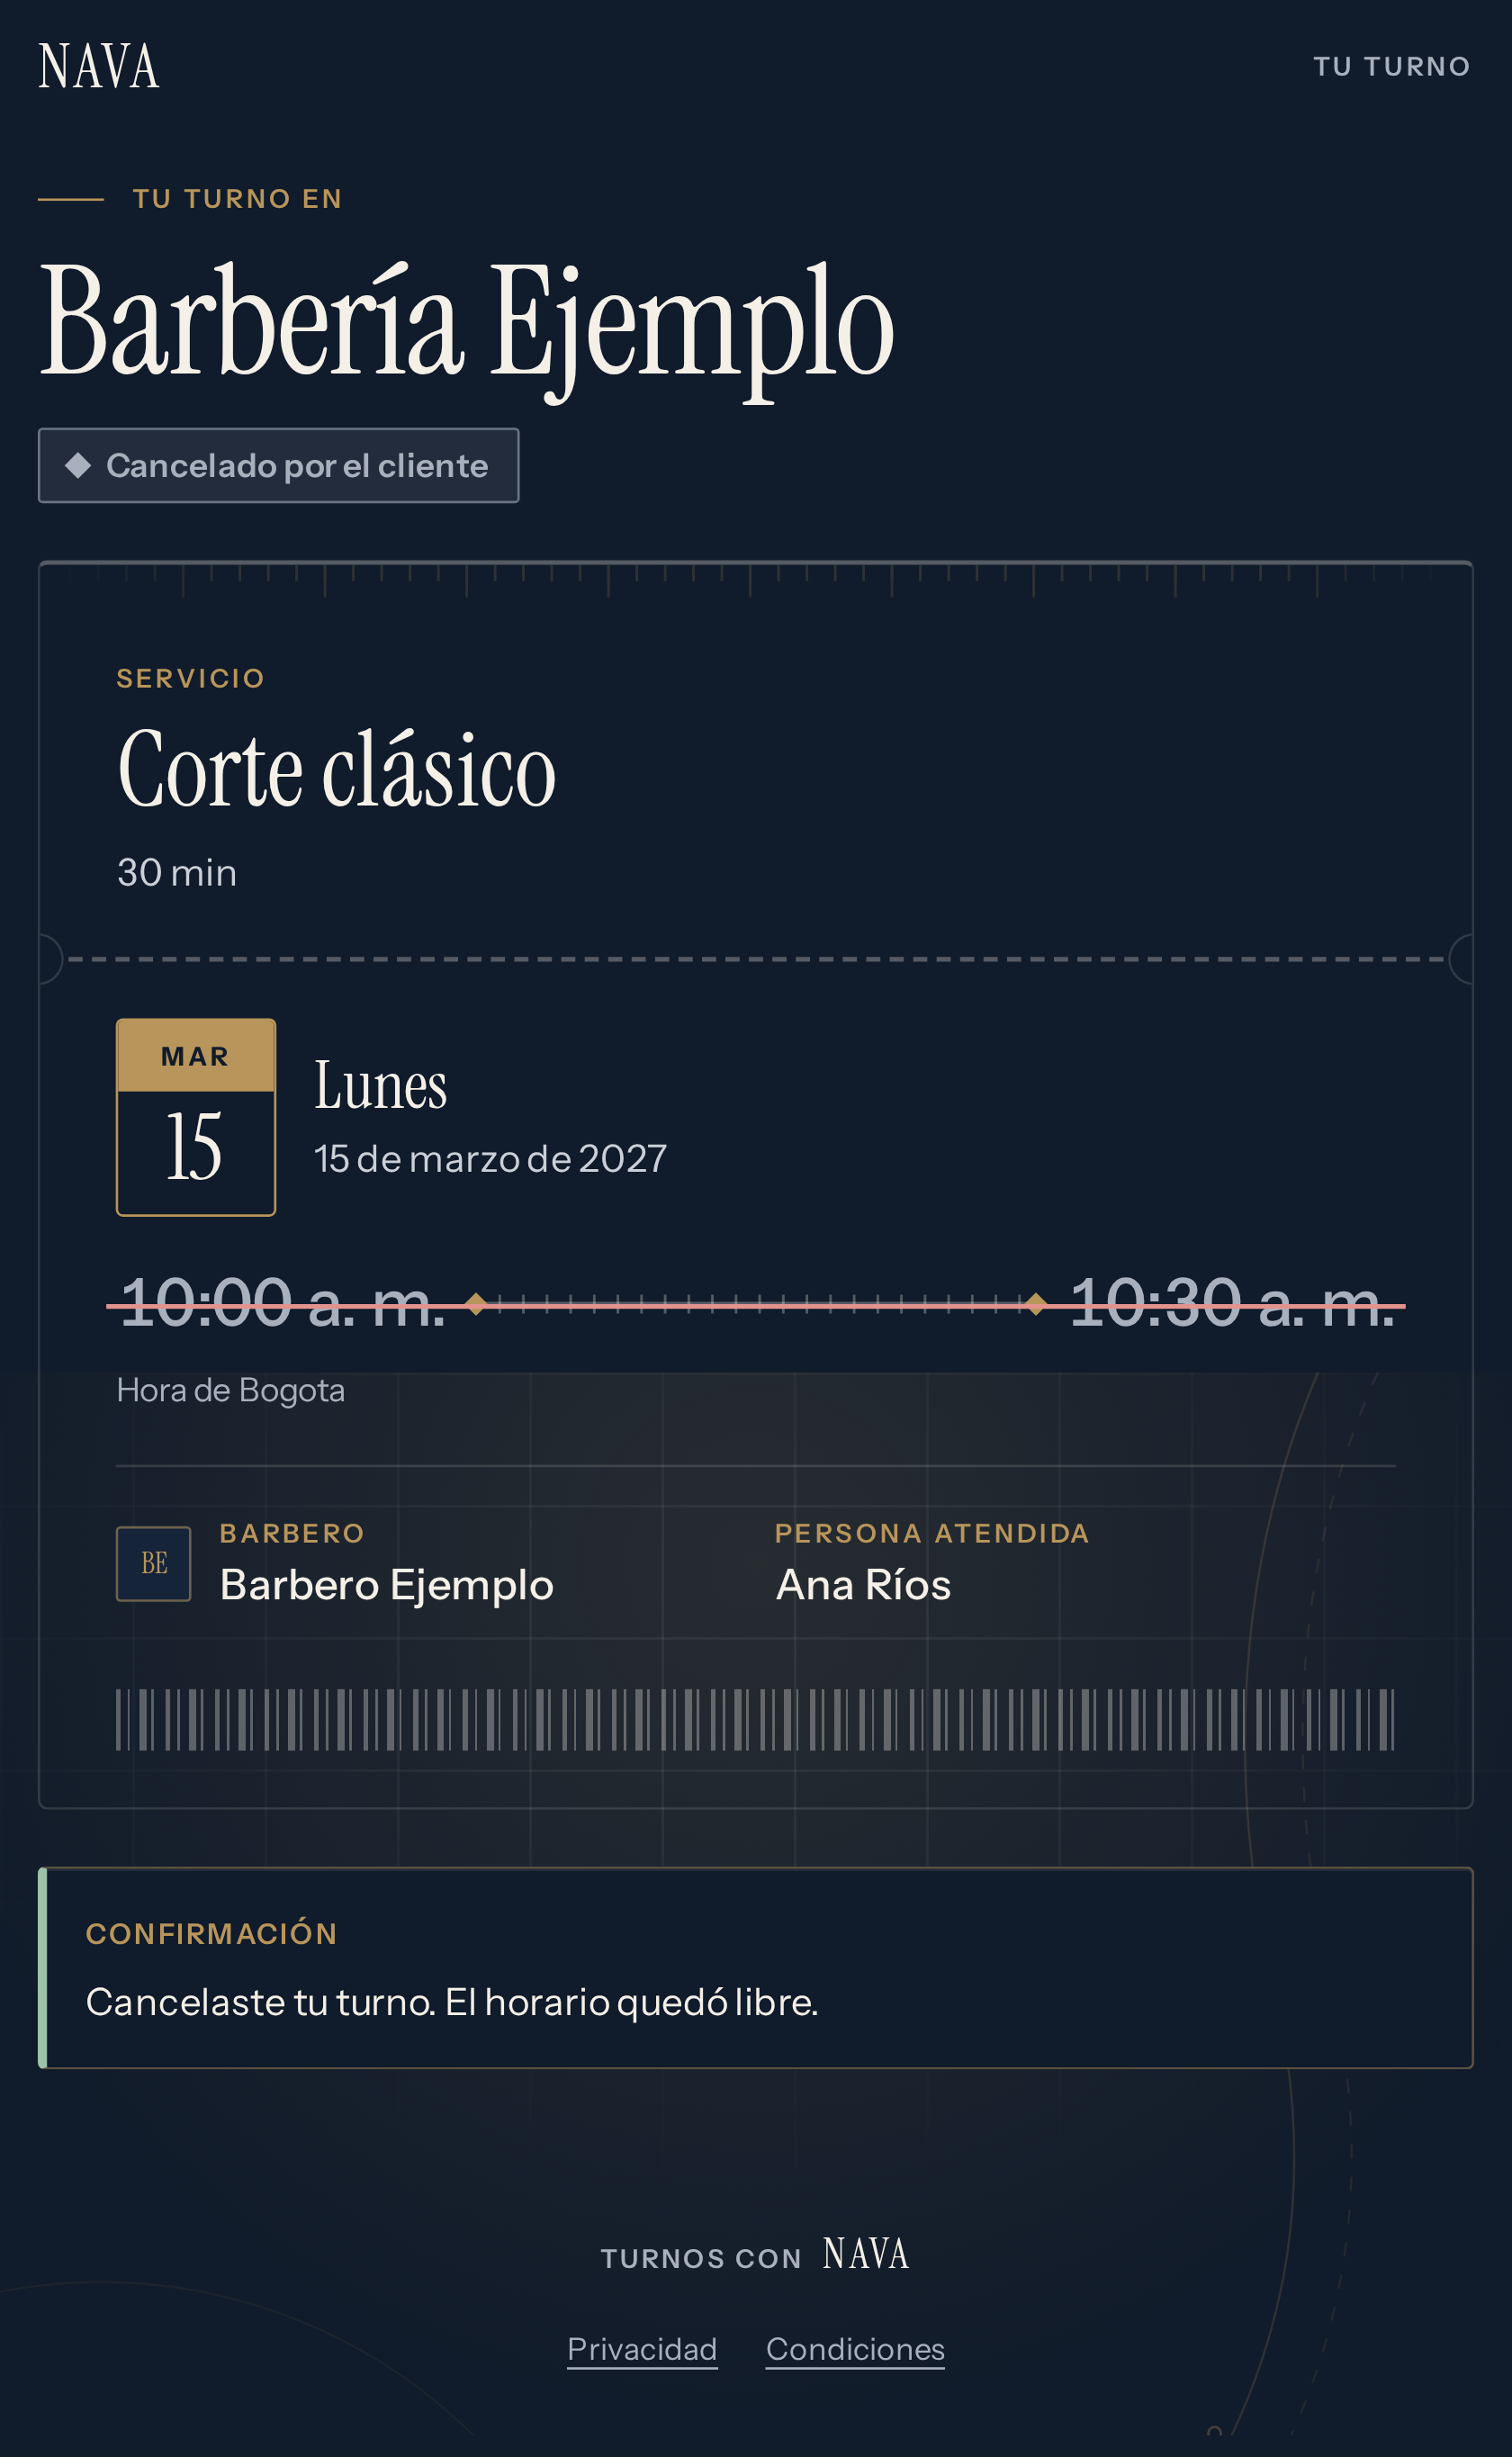 NAVA
TU TURNO
TU TURNO EN
Barbería Ejemplo
Cancelado por el cliente
SERVICIO
Corte clásico
30 min
MAR
15
Lunes
15 de marzo de 2027
10:00 a. m. 10:30 a. m.
Hora de Bogota
BE
BARBERO
Barbero Ejemplo
PERSONA ATENDIDA
Ana Ríos
CONFIRMACIÓN
Cancelaste tu turno. El horario quedó libre.
TURNOS CON NAVA
Privacidad Condiciones